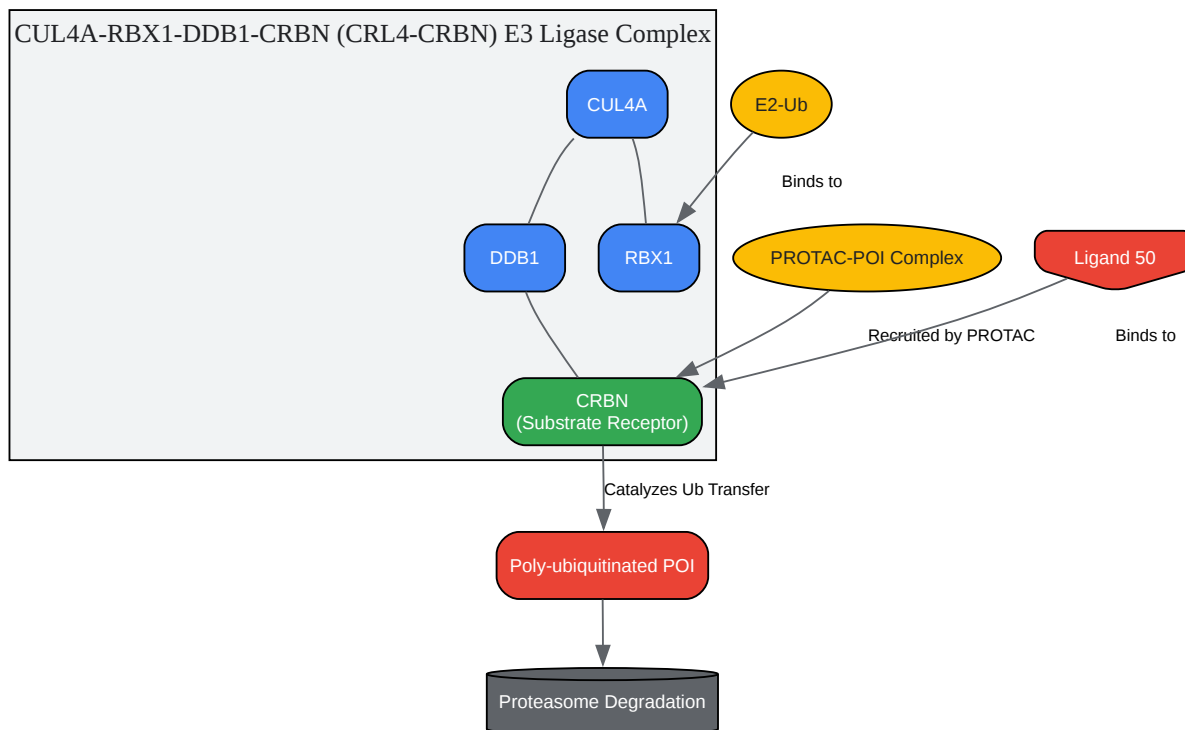 CUL4A-RBX1-DDB1-CRBN (CRL4-CRBN) E3 Ligase Complex
CUL4A
E2-Ub
Binds to
DDB1
RBX1
PROTAC-POI Complex
Ligand 50
Recruited by PROTAC
Binds to
CRBN
(Substrate Receptor)
Catalyzes Ub Transfer
Poly-ubiquitinated POI
Proteasome Degradation